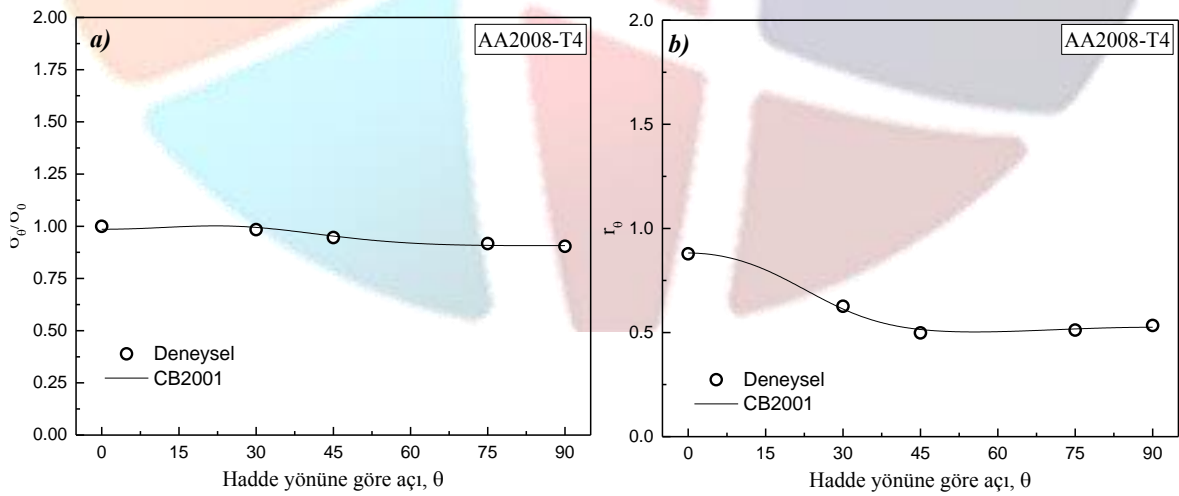 a)
AA2008-T4
2.00
1.75
1.50
1.25
1.00
0.75
0.50
0.25
0.00
σθ/σ0
Deneysel
CB2001
0 15 30 45 60 75 90
Hadde yönüne göre açı, θ
b)
AA2008-T4
2.0
1.5
1.0
0.5
0.0
rθ
Deneysel
CB2001
0 15 30 45 60 75 90
Hadde yönüne göre açı, θ